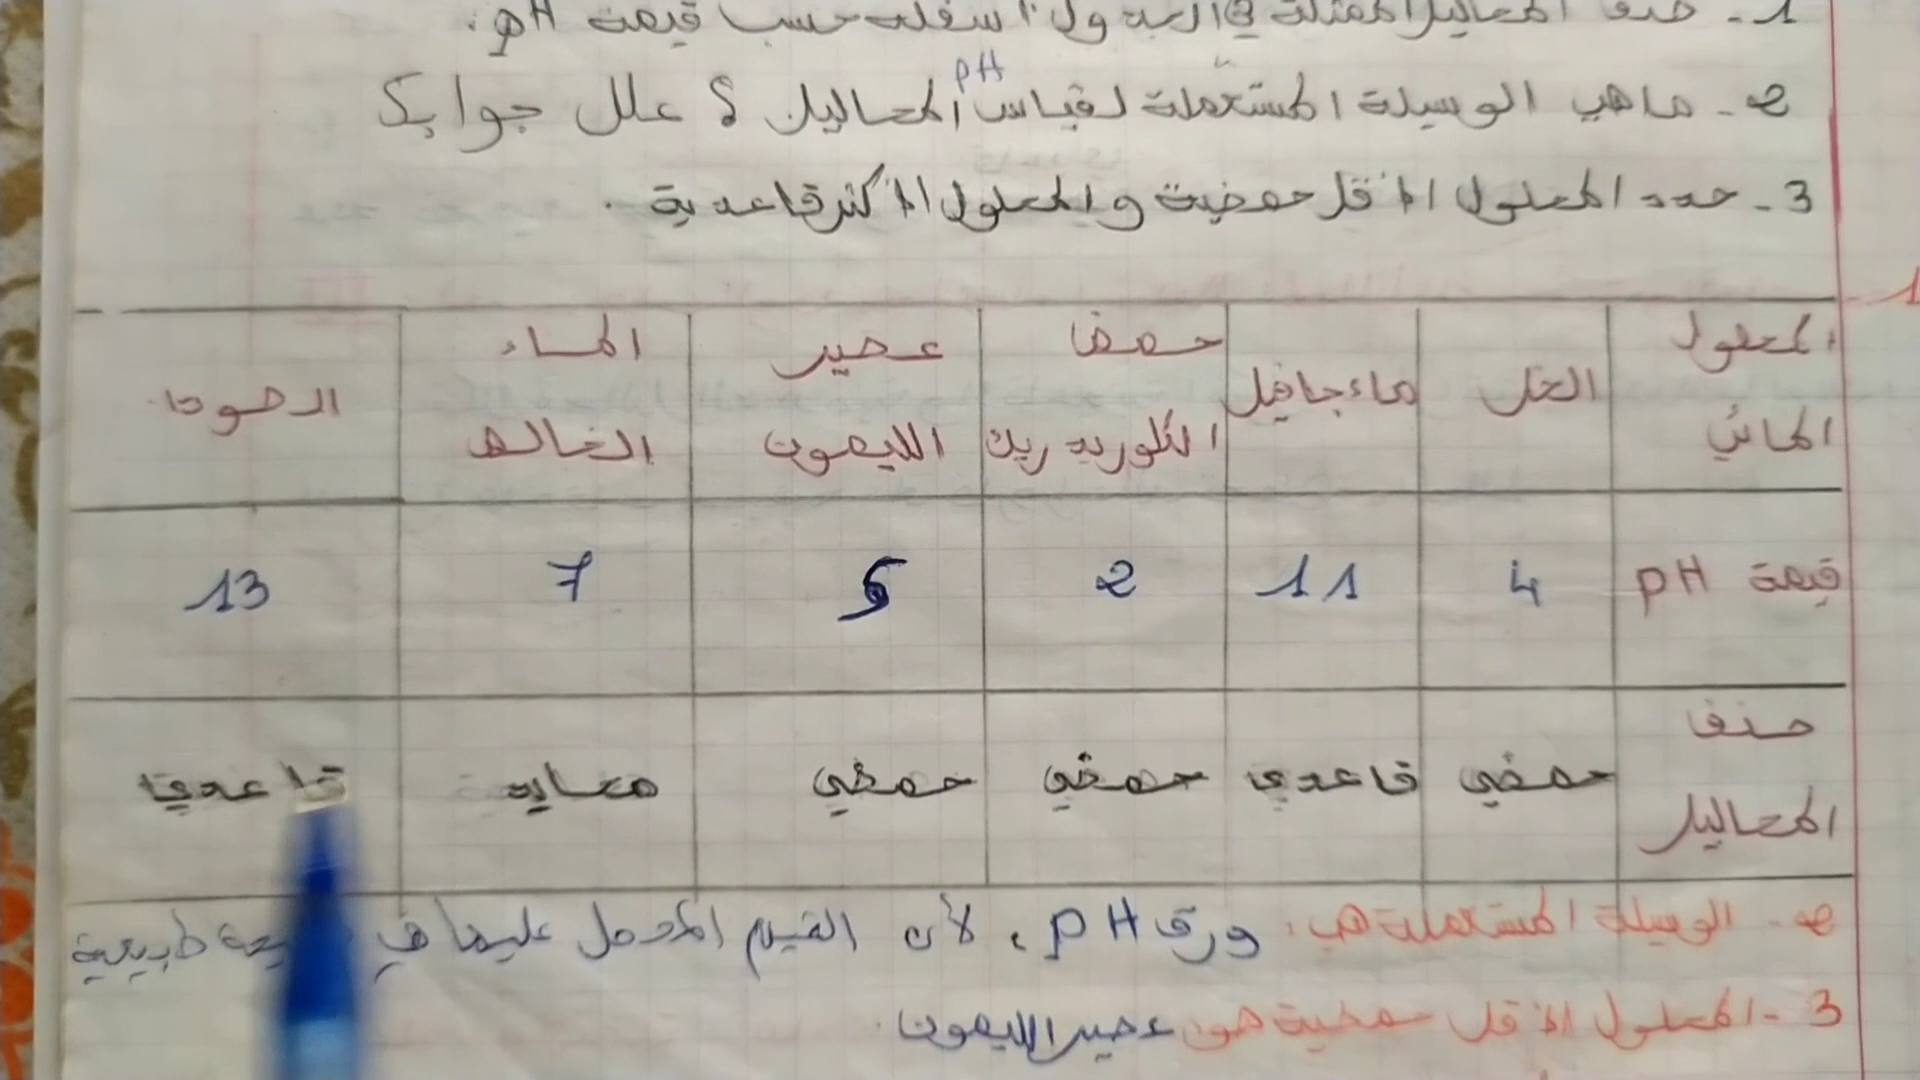 1 - صنف المحاليل الممثلة في الجدول أسفله حسب قيمة pH.
2 - ماهي الوسيلة المستعملة لقياس pH المحاليل ؟ علل جوابك
3 - حدد المحلول الأقل حمضية والمحلول الأكثر قاعدية.
1 -
المحلول المائي | الخل | ماء جافيل | حمض الكلوريدريك | عصير الليمون | الماء الخالص | الصودا
قيمة pH | 4 | 11 | 2 | 5 | 7 | 13
صنف المحاليل | حمضي | قاعدي | حمضي | حمضي | محايد | قاعدي
2 - الوسيلة المستعملة هي: ورق pH، لأن القيم المحصل عليها هي طبيعية
3 - المحلول الأقل حمضية هو: عصير الليمون